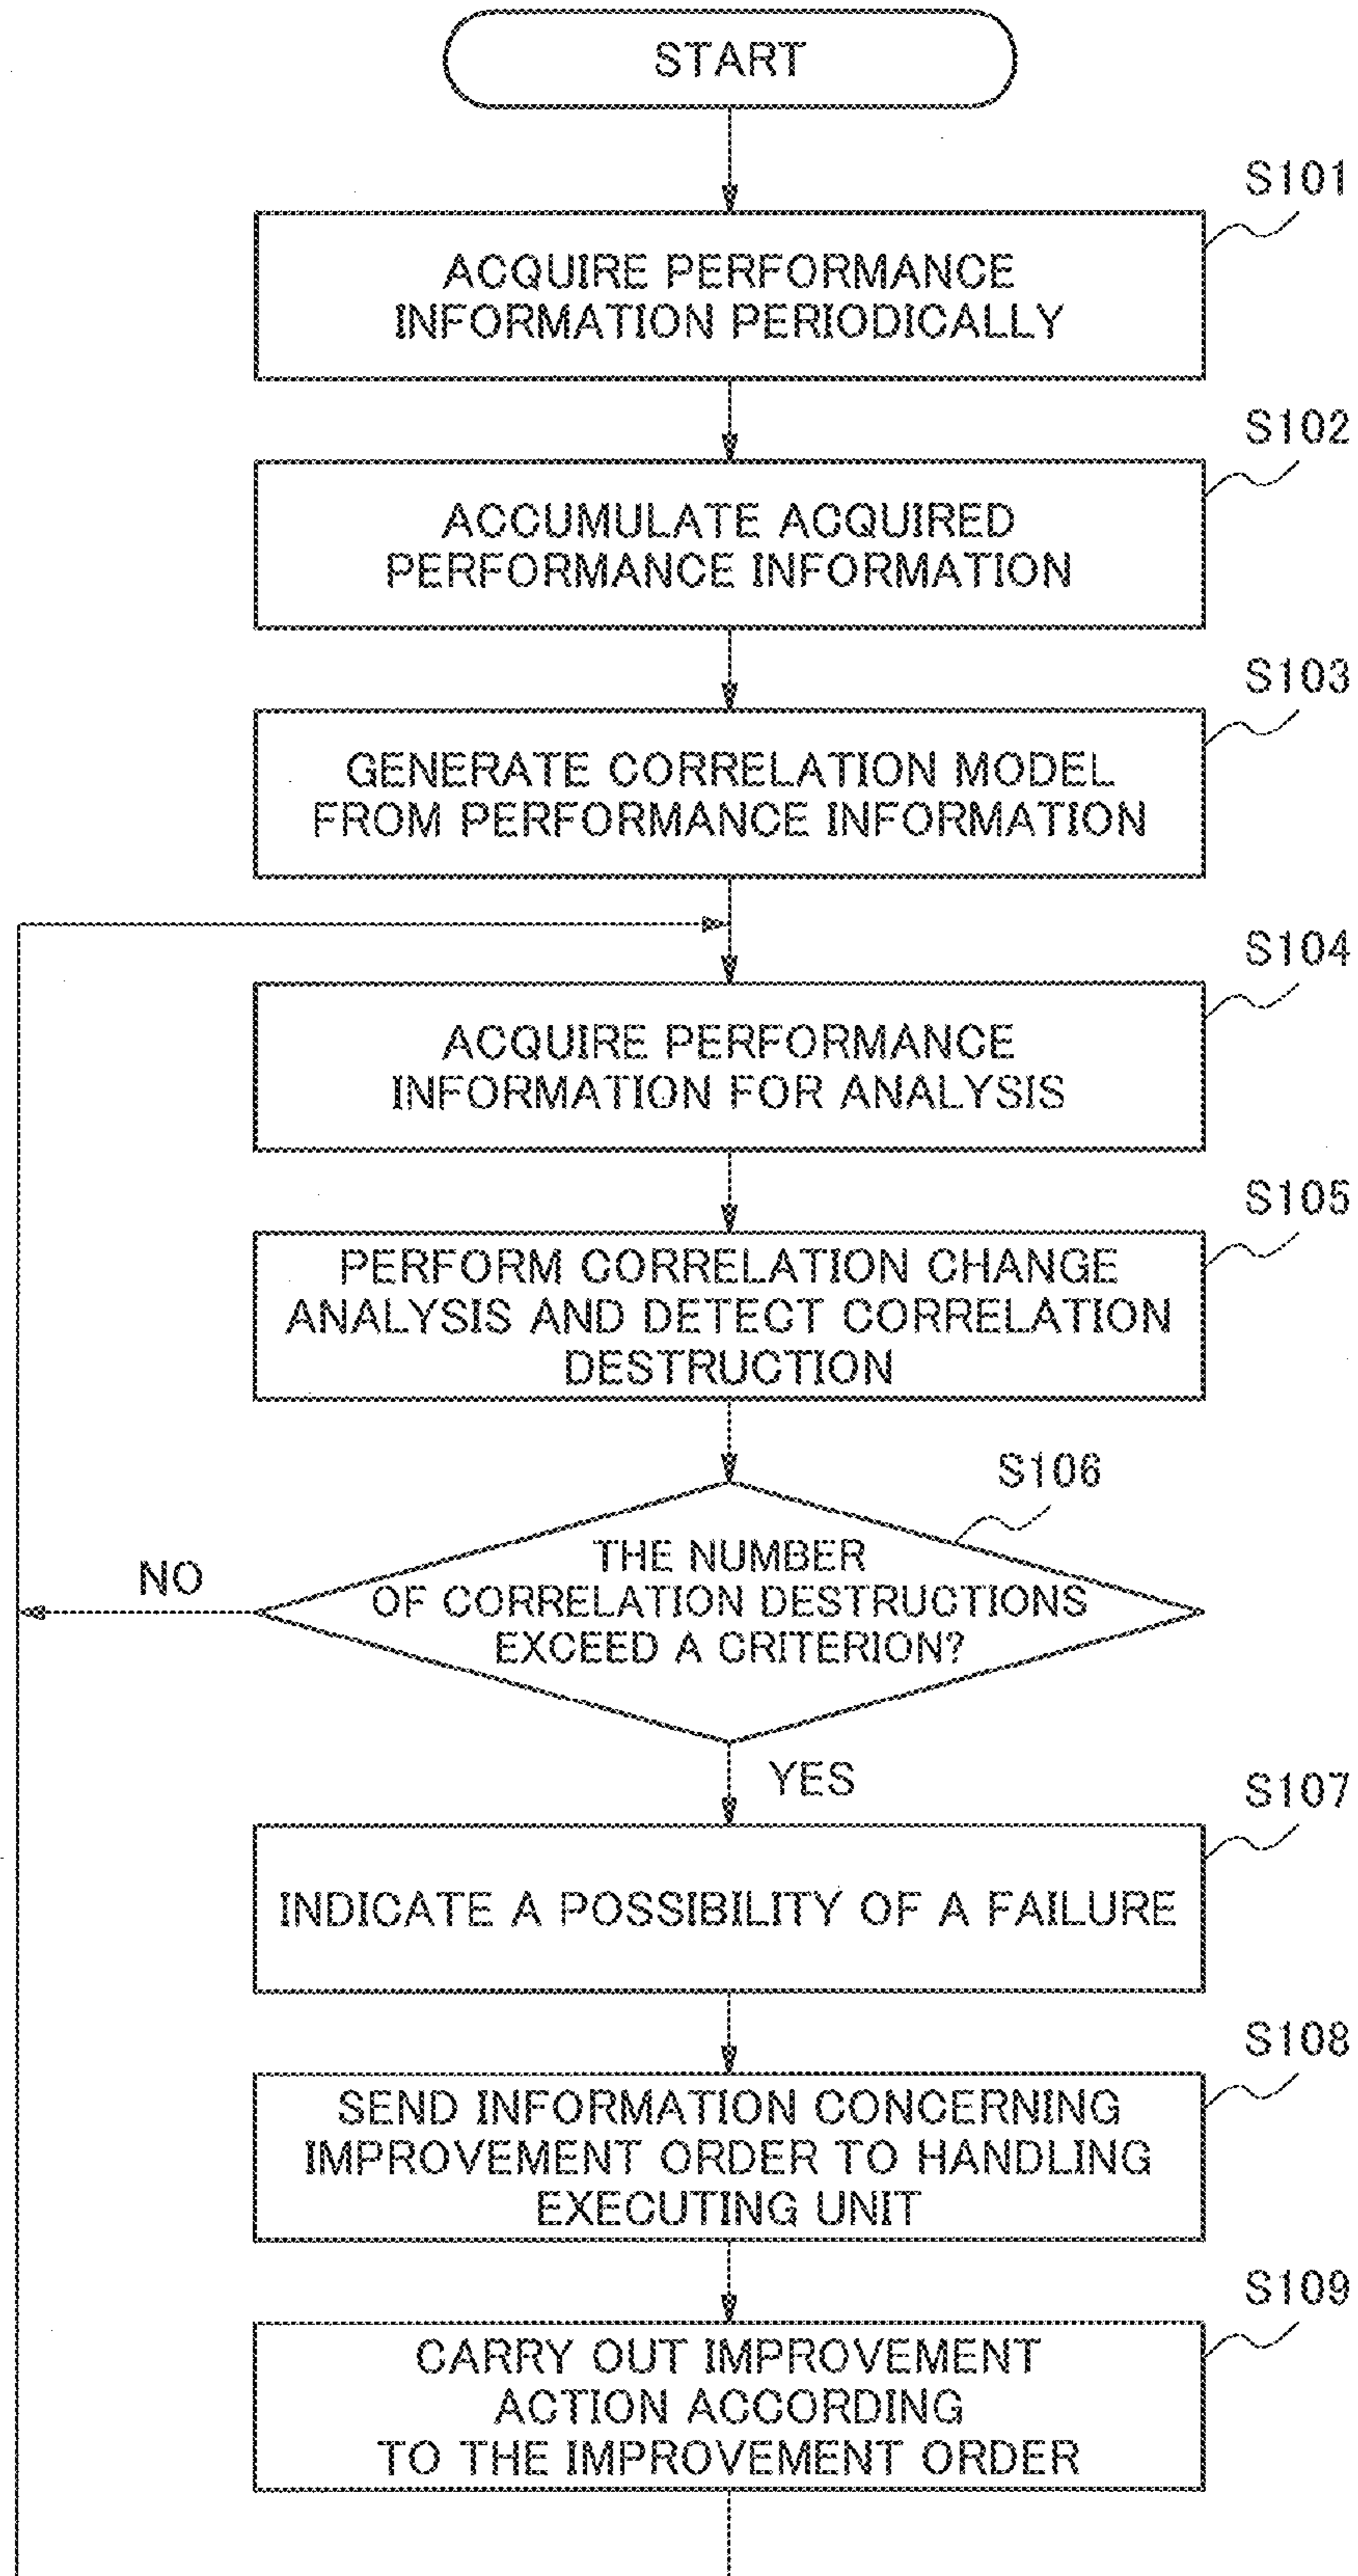 START
S101
ACQUIRE PERFORMANCE
INFORMATION PERIODICALLY
S102
ACCUMULATE ACQUIRED
PERFORMANCE INFORMATION
S103
GENERATE CORRELATION MODEL
FROM PERFORMANCE INFORMATION
S104
ACQUIRE PERFORMANCE
INFORMATION FOR ANALYSIS
S105
PERFORM CORRELATION CHANGE
ANALYSIS AND DETECT CORRELATION
DESTRUCTION
S106
THE NUMBER
OF CORRELATION DESTRUCTIONS
EXCEED A CRITERION?
NO
YES
S107
INDICATE A POSSIBILITY OF A FAILURE
S108
SEND INFORMATION CONCERNING
IMPROVEMENT ORDER TO HANDLING
EXECUTING UNIT
S109
CARRY OUT IMPROVEMENT
ACTION ACCORDING
TO THE IMPROVEMENT ORDER